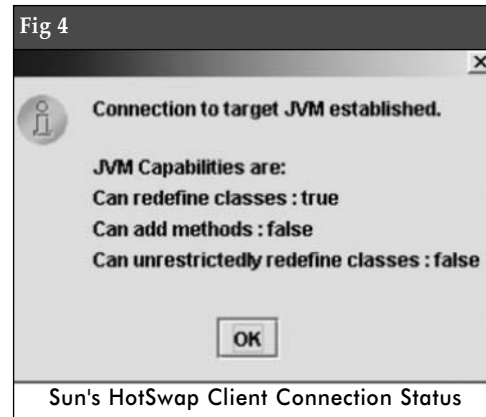 Fig 4
Connection to target JVM established.
JVM Capabilities are:
Can redefine classes : true
Can add methods : false
Can unrestrictedly redefine classes : false
OK
Sun's HotSwap Client Connection Status